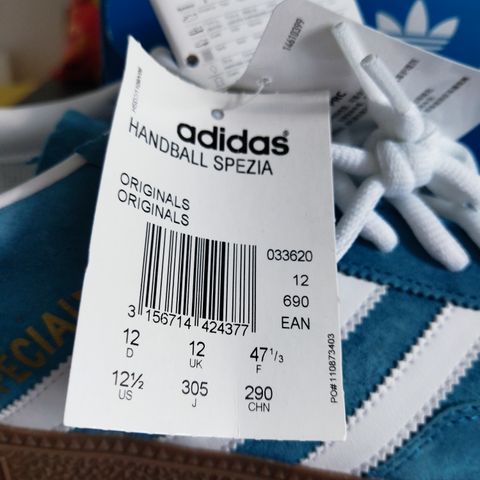 adidas
HANDBALL SPEZIA
ORIGINALS
ORIGINALS
033620
12
690
3 156714 424377 EAN
12 12 47 1/3
D UK F
12½ 305 290
US J CHN
PO#110873403
14618399
SPECIAL